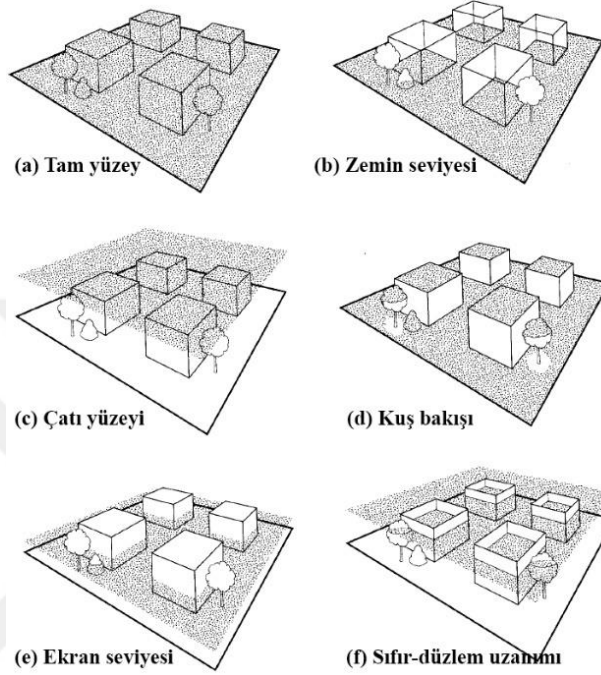 (a) Tam yüzey
(b) Zemin seviyesi
(c) Çatı yüzeyi
(d) Kuş bakışı
(e) Ekran seviyesi
(f) Sıfır-düzlem uzanımı